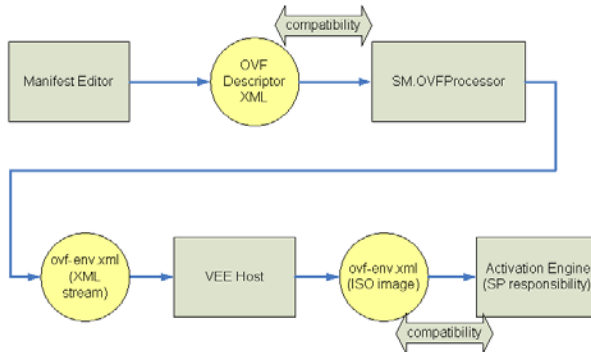 compatibility
Manifest Editor
OVF
Descriptor
XML
SM.OVFProcessor
ovf-env.xml
(XML
stream)
VEE Host
ovf-env.xml
(ISO image)
Activation Engine
(SP responsibility)
compatibility